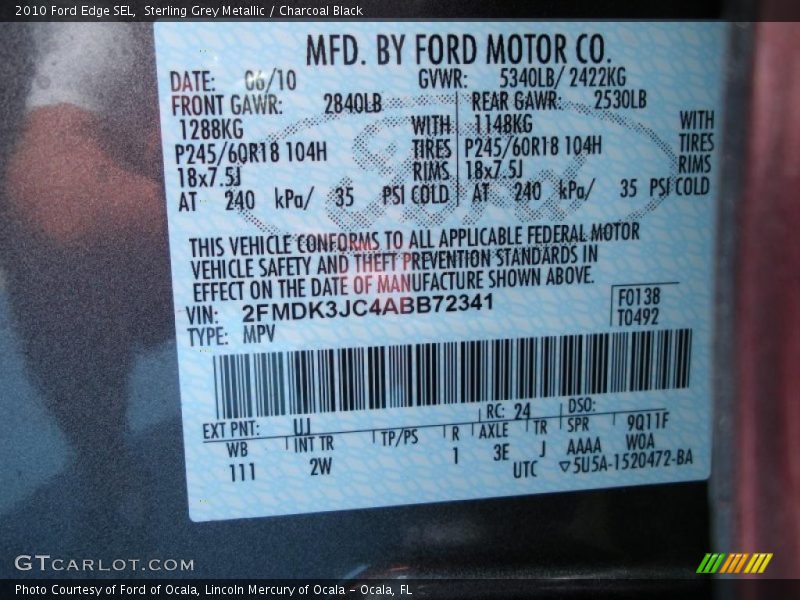 2010 Ford Edge SEL, Sterling Grey Metallic / Charcoal Black
MFD. BY FORD MOTOR CO.
DATE: 06/10 GVWR: 5340LB/ 2422KG
FRONT GAWR: 2840LB REAR GAWR: 2530LB
1288KG WITH 1148KG WITH
P245/60R18 104H TIRES P245/60R18 104H TIRES
18x7.5J RIMS 18x7.5J RIMS
AT 240 kPa/ 35 PSI COLD AT 240 kPa/ 35 PSI COLD
THIS VEHICLE CONFORMS TO ALL APPLICABLE FEDERAL MOTOR
VEHICLE SAFETY AND THEFT PREVENTION STANDARDS IN
EFFECT ON THE DATE OF MANUFACTURE SHOWN ABOVE.
VIN: 2FMDK3JC4ABB72341 F0138
TYPE: MPV T0492
EXT PNT: UJ RC: 24 DSO:
WB INT TR TP/PS R AXLE TR SPR 9Q11F
111 2W 1 3E J AAAA WOA
UTC ▽5U5A-1520472-BA
Ford
GTCARLOT.COM
Photo Courtesy of Ford of Ocala, Lincoln Mercury of Ocala - Ocala, FL